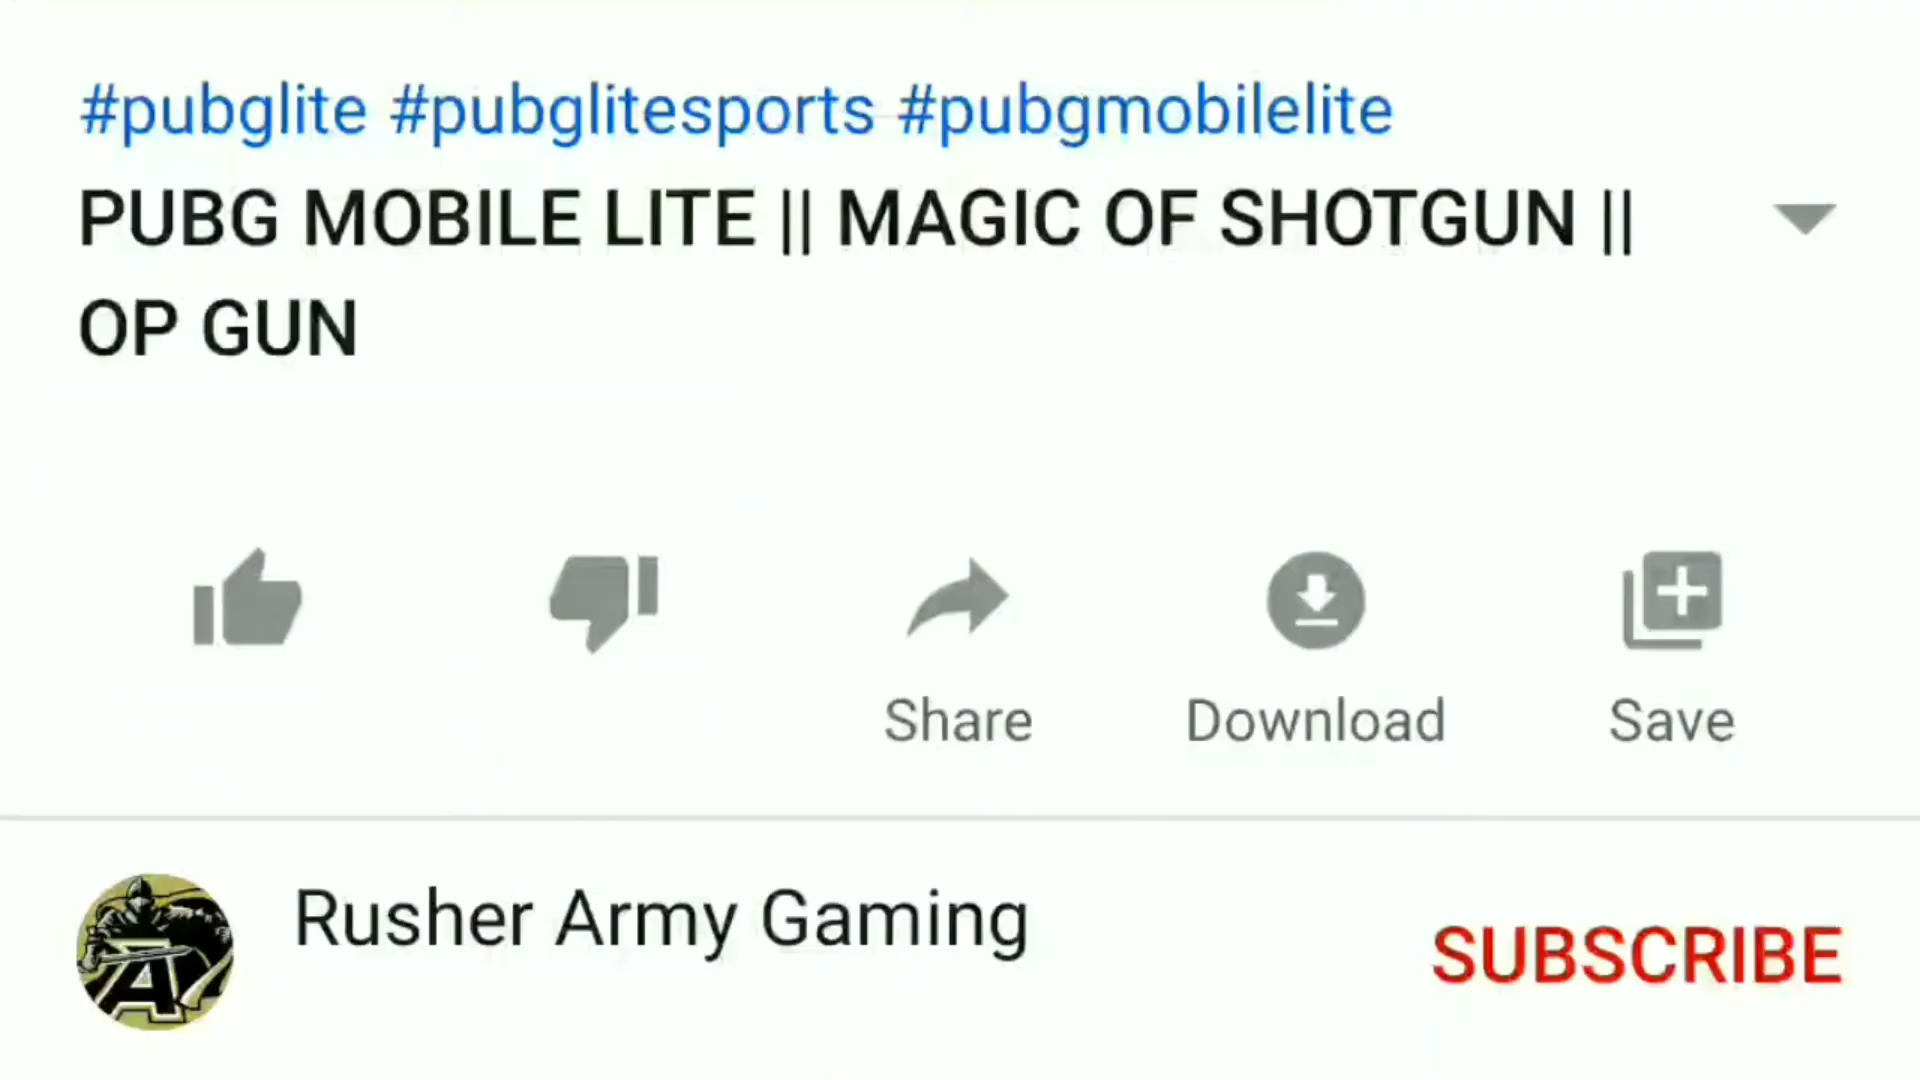 #pubglite #pubglitesports #pubgmobilelite
PUBG MOBILE LITE || MAGIC OF SHOTGUN ||
OP GUN
Share Download Save
Rusher Army Gaming
SUBSCRIBE
A